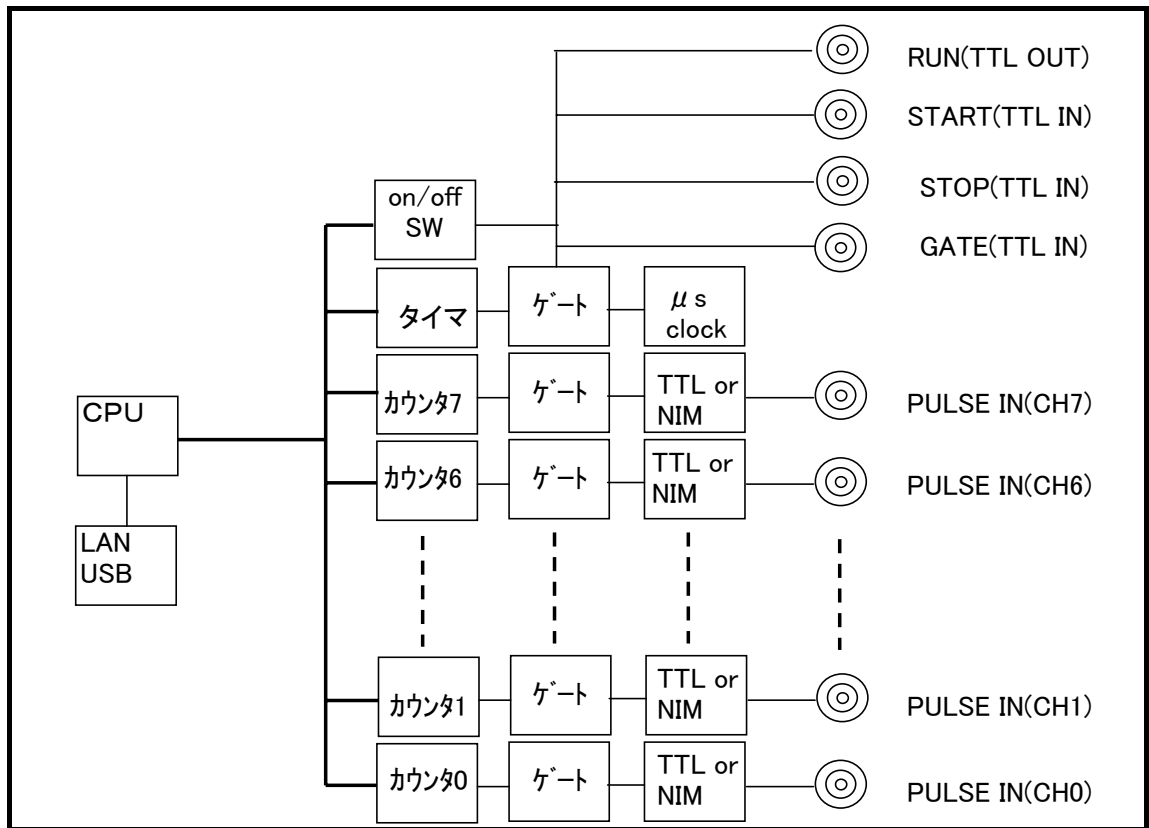 RUN(TTL OUT)
START(TTL IN)
STOP(TTL IN)
GATE(TTL IN)
on/off
SW
タイマ
ｹﾞｰﾄ
μs
clock
ｶｳﾝﾀ7
ｹﾞｰﾄ
TTL or
NIM
PULSE IN(CH7)
CPU
ｶｳﾝﾀ6
ｹﾞｰﾄ
TTL or
NIM
PULSE IN(CH6)
LAN
USB
ｶｳﾝﾀ1
ｹﾞｰﾄ
TTL or
NIM
PULSE IN(CH1)
ｶｳﾝﾀ0
ｹﾞｰﾄ
TTL or
NIM
PULSE IN(CH0)